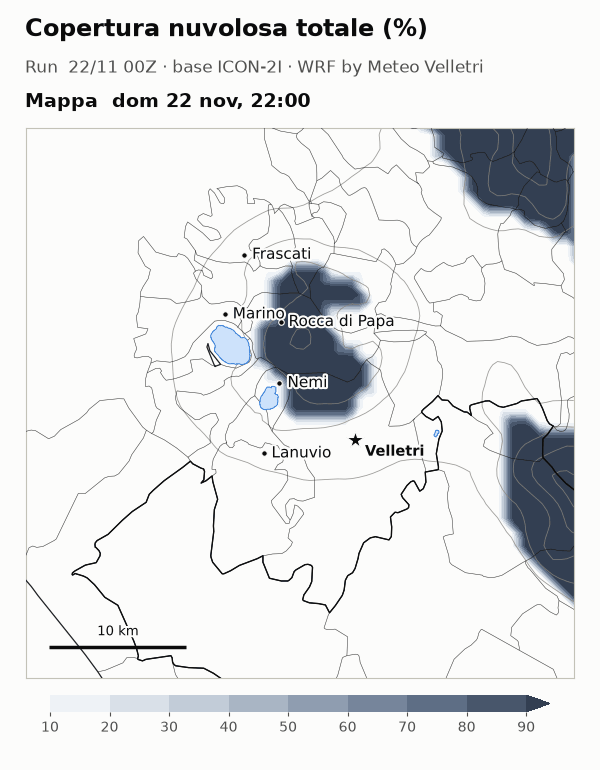 Copertura nuvolosa totale (%)
Run 22/11 00Z · base ICON-2I · WRF by Meteo Velletri
Mappa dom 22 nov, 22:00
Frascati
Marino
Rocca di Papa
Nemi
Velletri
Lanuvio
10 km
10 20 30 40 50 60 70 80 90